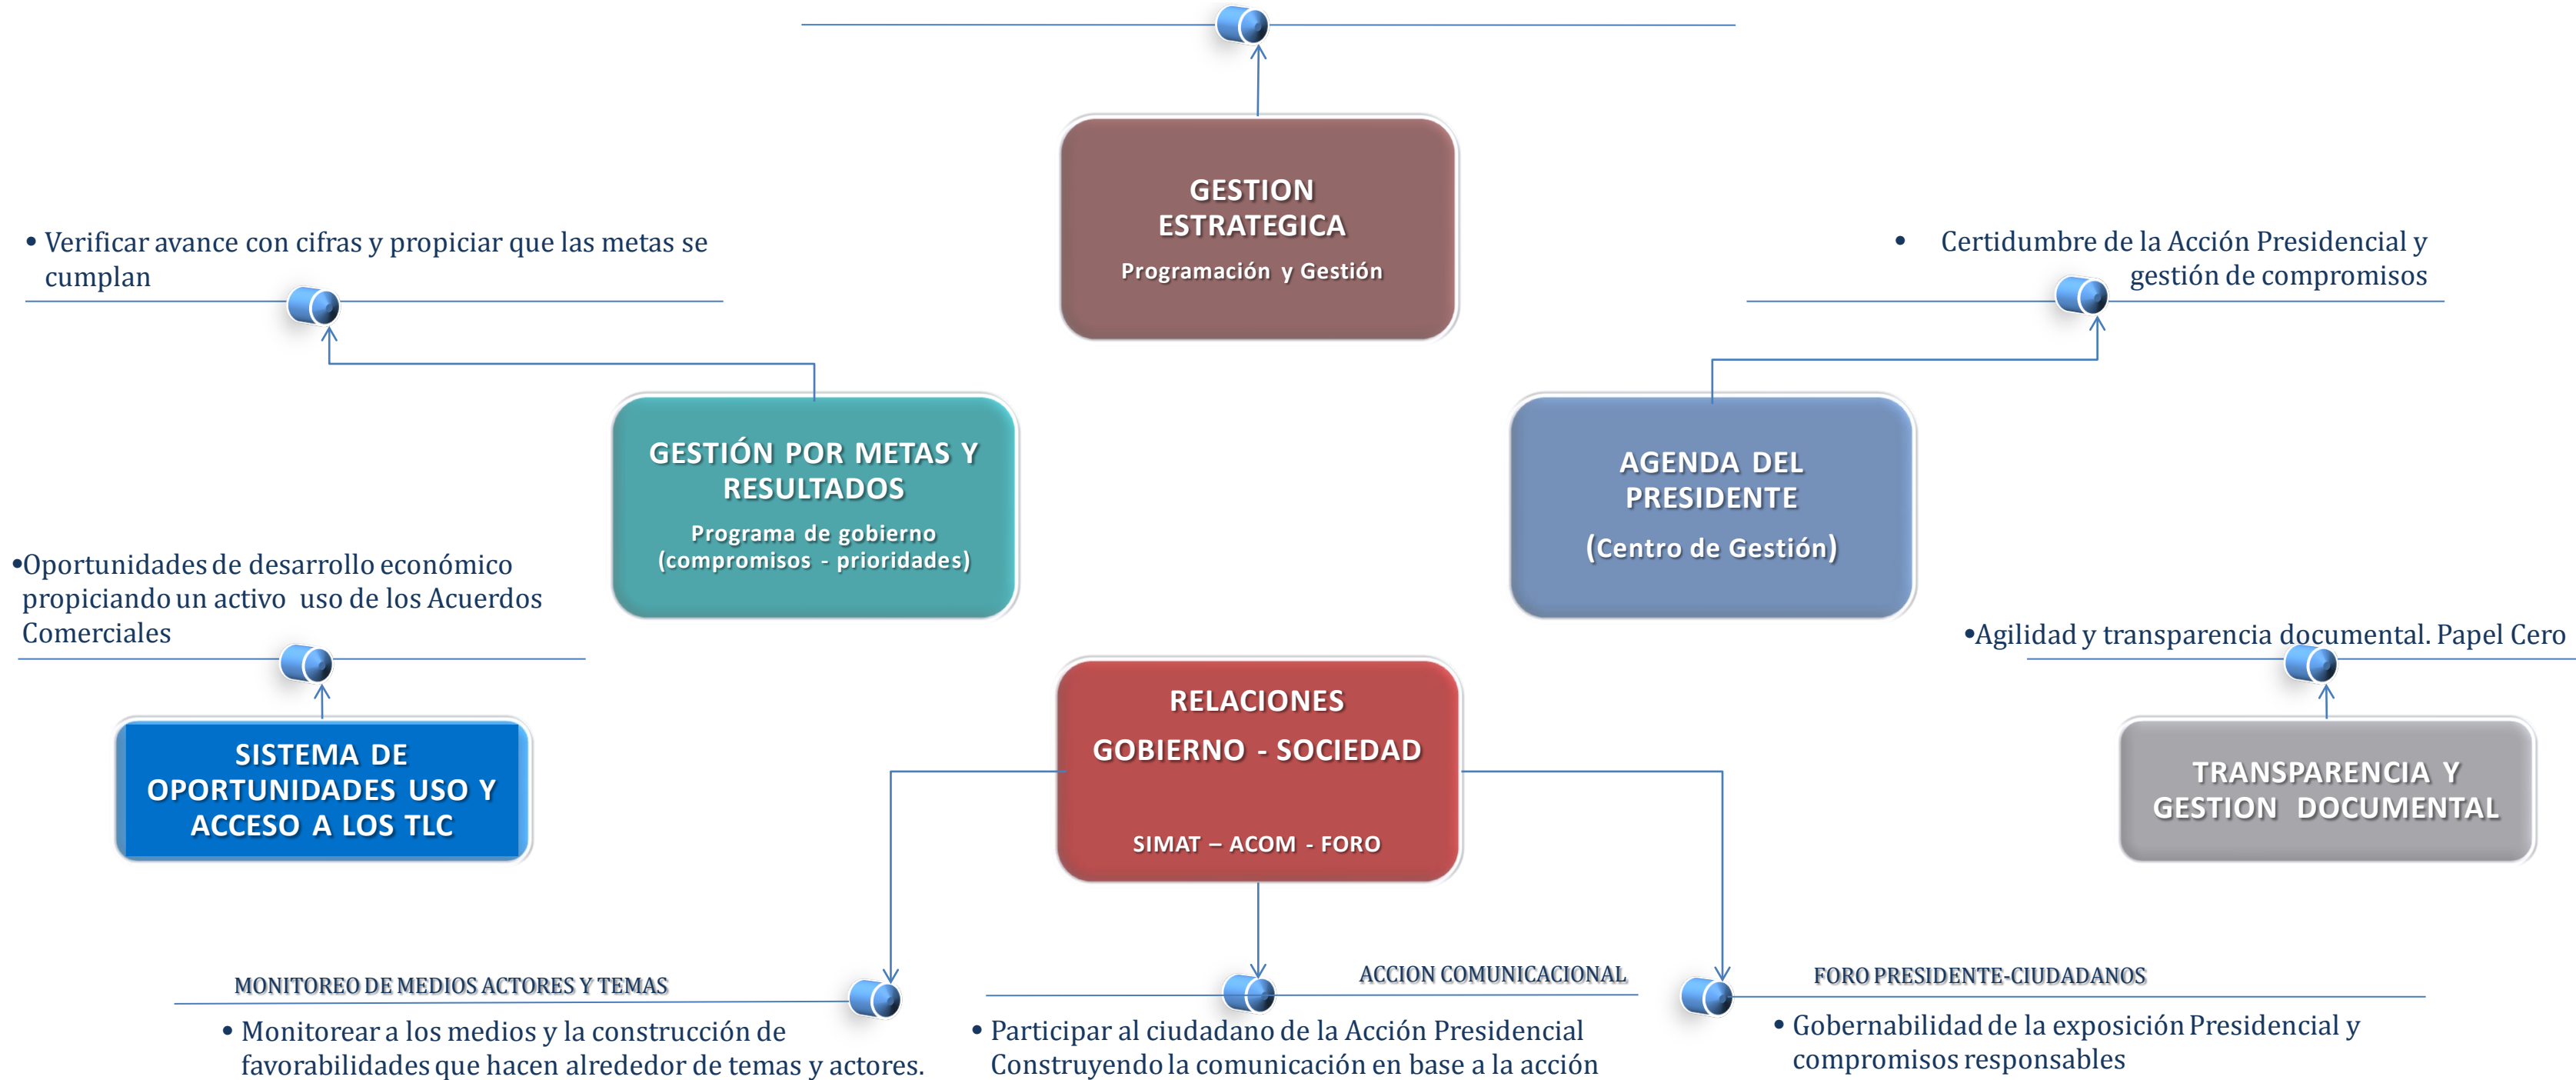 GESTION
ESTRATEGICA
Programación y Gestión
• Verificar avance con cifras y propiciar que las metas se
cumplan
• Certidumbre de la Acción Presidencial y
gestión de compromisos
GESTIÓN POR METAS Y
RESULTADOS
Programa de gobierno
(compromisos - prioridades)
AGENDA DEL
PRESIDENTE
(Centro de Gestión)
•Oportunidades de desarrollo económico
propiciando un activo uso de los Acuerdos
Comerciales
•Agilidad y transparencia documental. Papel Cero
SISTEMA DE
OPORTUNIDADES USO Y
ACCESO A LOS TLC
RELACIONES
GOBIERNO - SOCIEDAD
SIMAT – ACOM - FORO
TRANSPARENCIA Y
GESTION DOCUMENTAL
MONITOREO DE MEDIOS ACTORES Y TEMAS
• Monitorear a los medios y la construcción de
favorabilidades que hacen alrededor de temas y actores.
ACCION COMUNICACIONAL
• Participar al ciudadano de la Acción Presidencial
Construyendo la comunicación en base a la acción
FORO PRESIDENTE-CIUDADANOS
• Gobernabilidad de la exposición Presidencial y
compromisos responsables